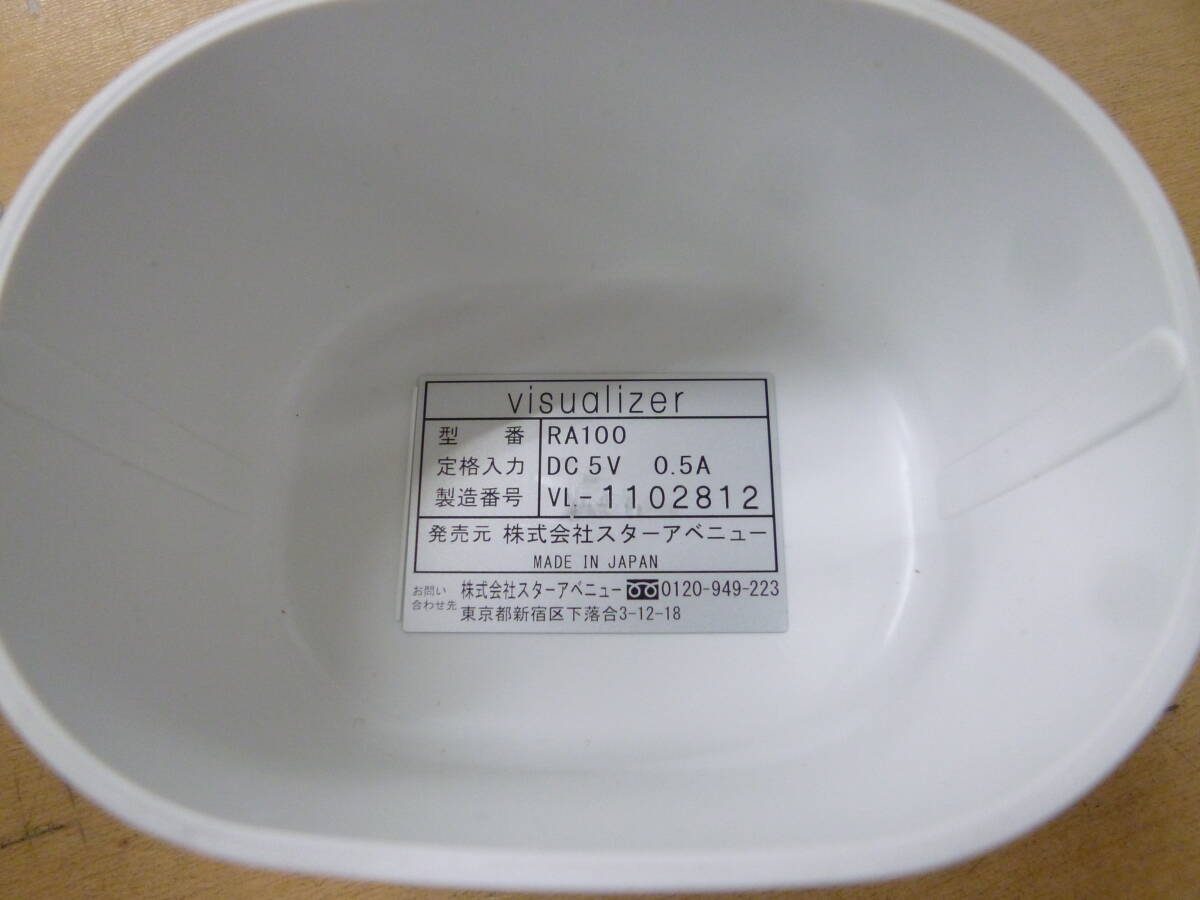 visualizer
型番 RA100
定格入力 DC 5V 0.5A
製造番号 VL-1102812
発売元 株式会社スターアベニュー
MADE IN JAPAN
お問い合わせ先 株式会社スターアベニュー 0120-949-223
東京都新宿区下落合3-12-18